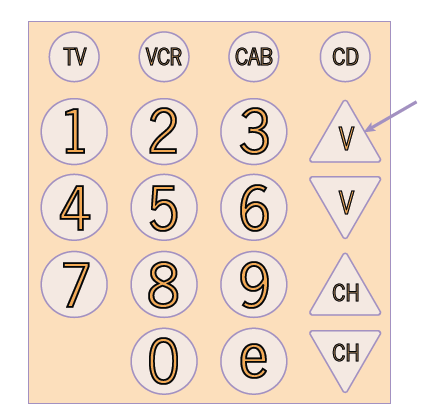 TV VCR CAB CD
1 2 3 V
4 5 6 V
7 8 9 CH
0 e CH